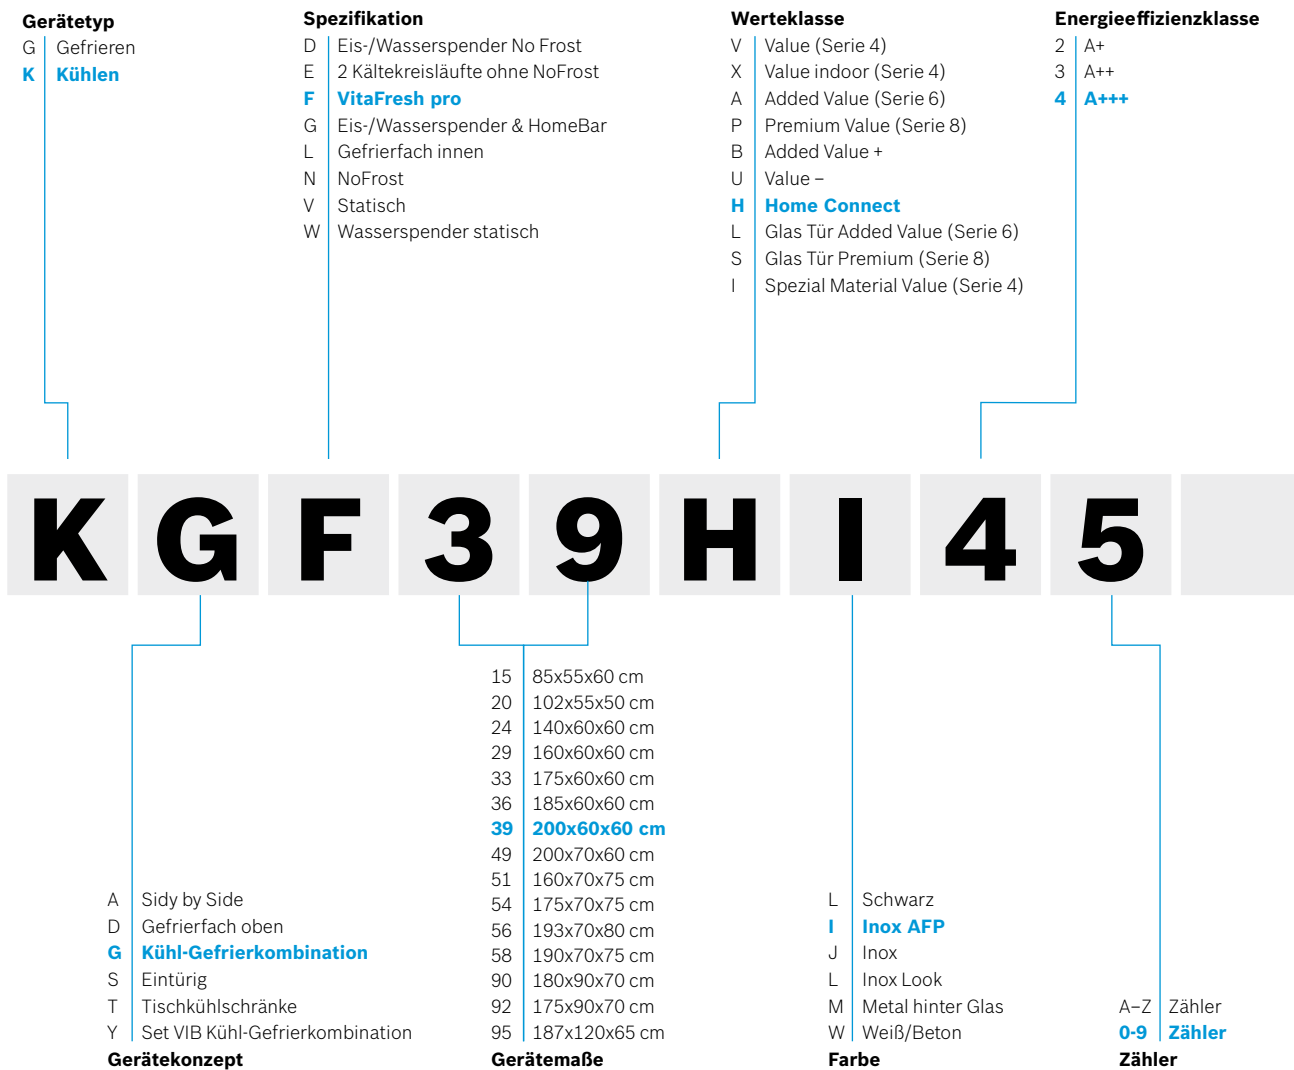 Gerätetyp
G Gefrieren
K Kühlen
Spezifikation
D Eis-/Wasserspender No Frost
E 2 Kältekreisläufte ohne NoFrost
F VitaFresh pro
G Eis-/Wasserspender & HomeBar
L Gefrierfach innen
N NoFrost
V Statisch
W Wasserspender statisch
Werteklasse
V Value (Serie 4)
X Value indoor (Serie 4)
A Added Value (Serie 6)
P Premium Value (Serie 8)
B Added Value +
U Value –
H Home Connect
L Glas Tür Added Value (Serie 6)
S Glas Tür Premium (Serie 8)
I Spezial Material Value (Serie 4)
Energieeffizienzklasse
2 A+
3 A++
4 A+++
K G F 3 9 H I 4 5
A Sidy by Side
D Gefrierfach oben
G Kühl-Gefrierkombination
S Eintürig
T Tischkühlschränke
Y Set VIB Kühl-Gefrierkombination
Gerätekonzept
15 85x55x60 cm
20 102x55x50 cm
24 140x60x60 cm
29 160x60x60 cm
33 175x60x60 cm
36 185x60x60 cm
39 200x60x60 cm
49 200x70x60 cm
51 160x70x75 cm
54 175x70x75 cm
56 193x70x80 cm
58 190x70x75 cm
90 180x90x70 cm
92 175x90x70 cm
95 187x120x65 cm
Gerätemaße
L Schwarz
I Inox AFP
J Inox
L Inox Look
M Metal hinter Glas
W Weiß/Beton
Farbe
A–Z Zähler
0-9 Zähler
Zähler